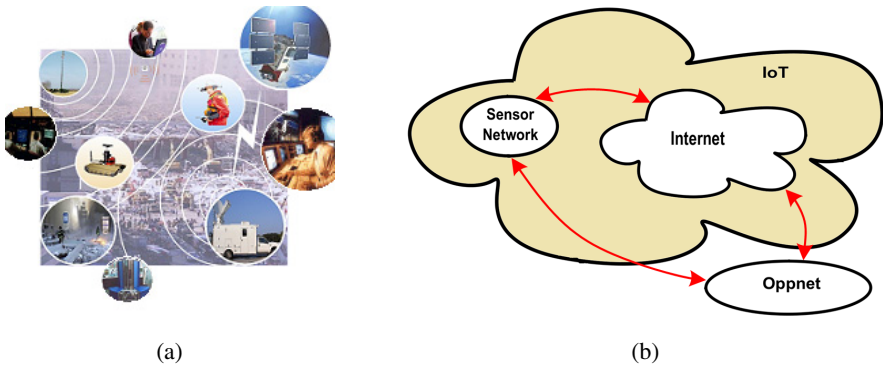 IoT
Sensor
Network
Internet
Oppnet
(a)
(b)